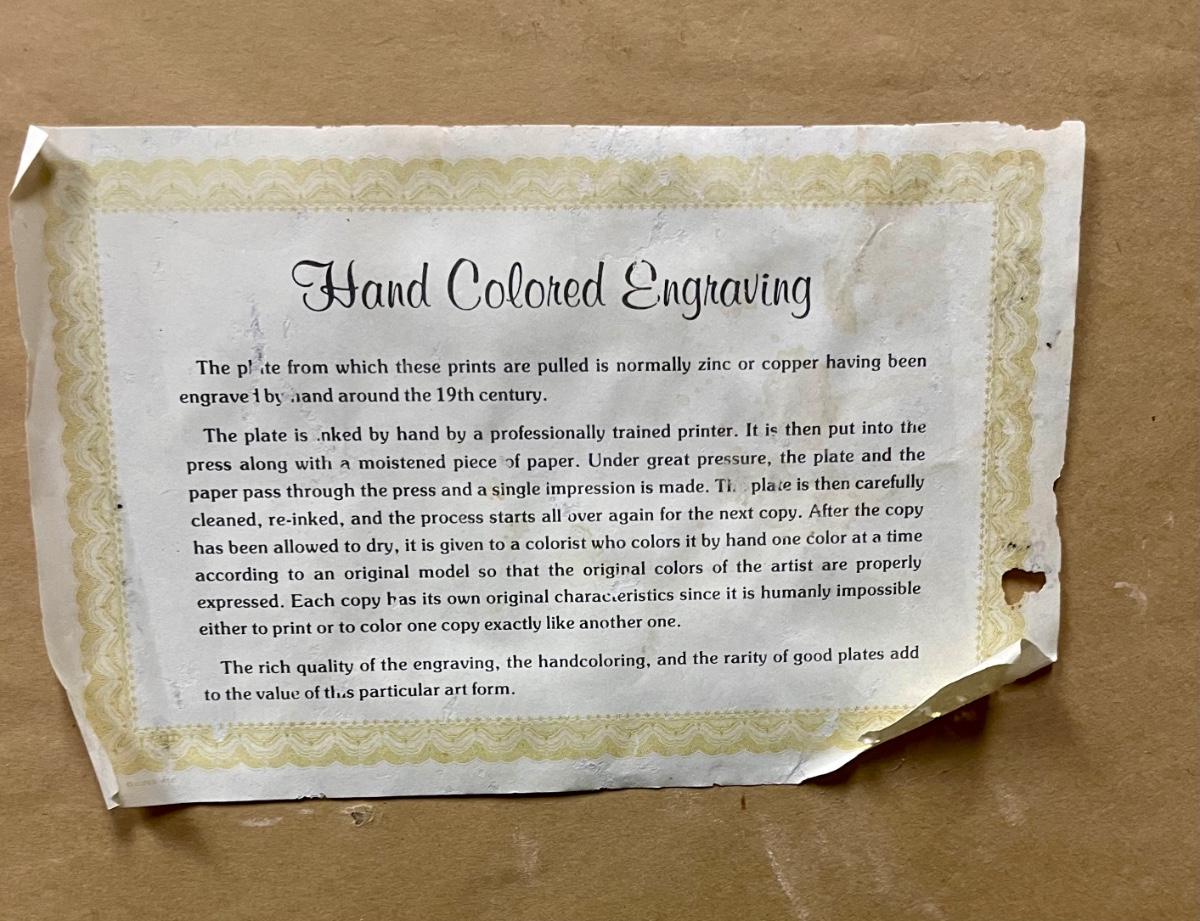 Hand Colored Engraving
The plate from which these prints are pulled is normally zinc or copper having been
engraved by hand around the 19th century.
The plate is inked by hand by a professionally trained printer. It is then put into the
press along with a moistened piece of paper. Under great pressure, the plate and the
paper pass through the press and a single impression is made. The plate is then carefully
cleaned, re-inked, and the process starts all over again for the next copy. After the copy
has been allowed to dry, it is given to a colorist who colors it by hand one color at a time
according to an original model so that the original colors of the artist are properly
expressed. Each copy has its own original characteristics since it is humanly impossible
either to print or to color one copy exactly like another one.
The rich quality of the engraving, the handcoloring, and the rarity of good plates add
to the value of this particular art form.